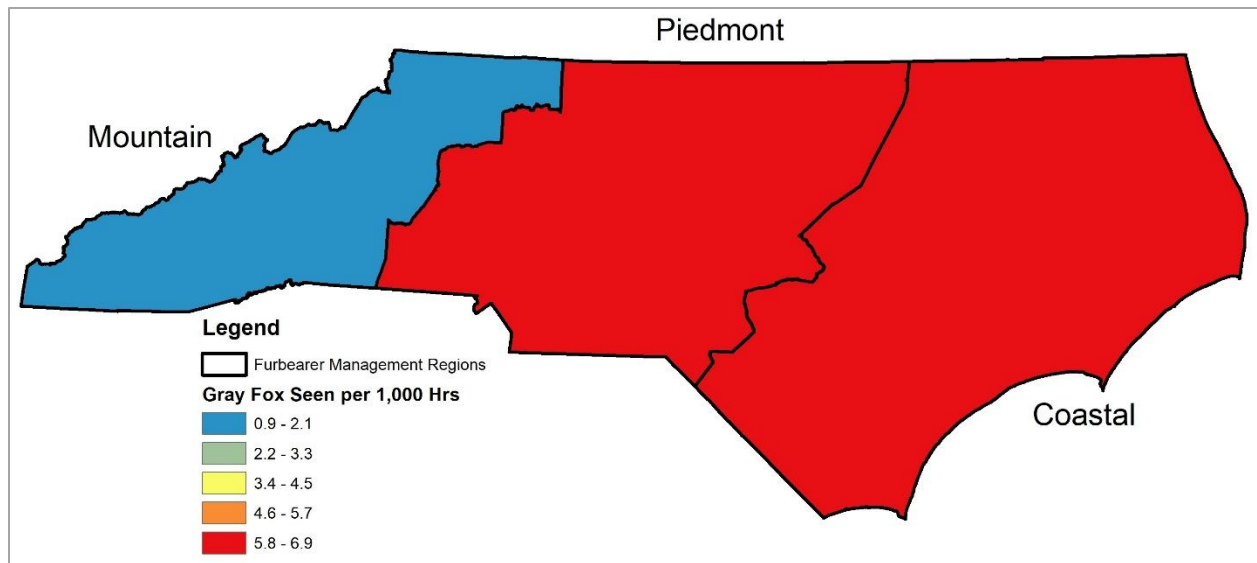 Piedmont
Mountain
Coastal
Legend
Furbearer Management Regions
Gray Fox Seen per 1,000 Hrs
0.9 - 2.1
2.2 - 3.3
3.4 - 4.5
4.6 - 5.7
5.8 - 6.9